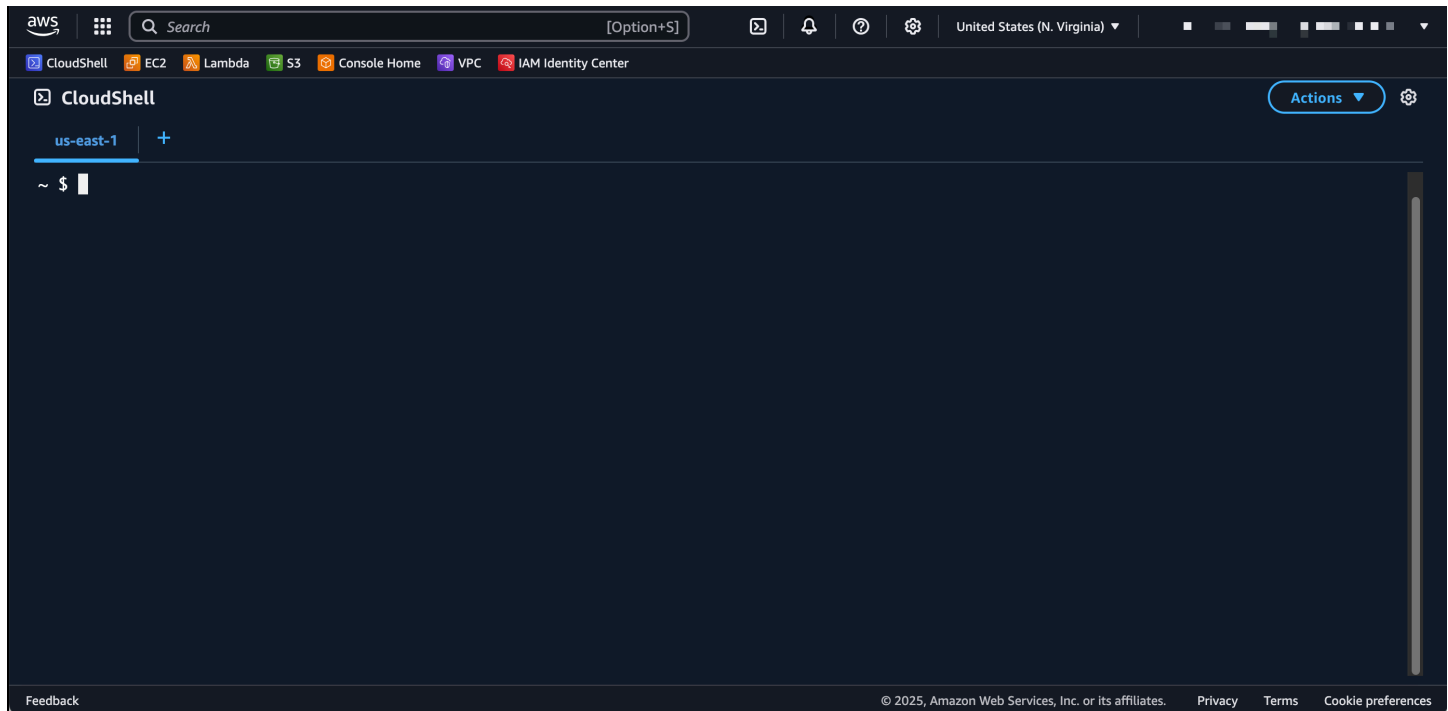 aws Search [Option+S] United States (N. Virginia)
CloudShell EC2 Lambda S3 Console Home VPC IAM Identity Center
CloudShell Actions
us-east-1 +
~ $
Feedback © 2025, Amazon Web Services, Inc. or its affiliates. Privacy Terms Cookie preferences